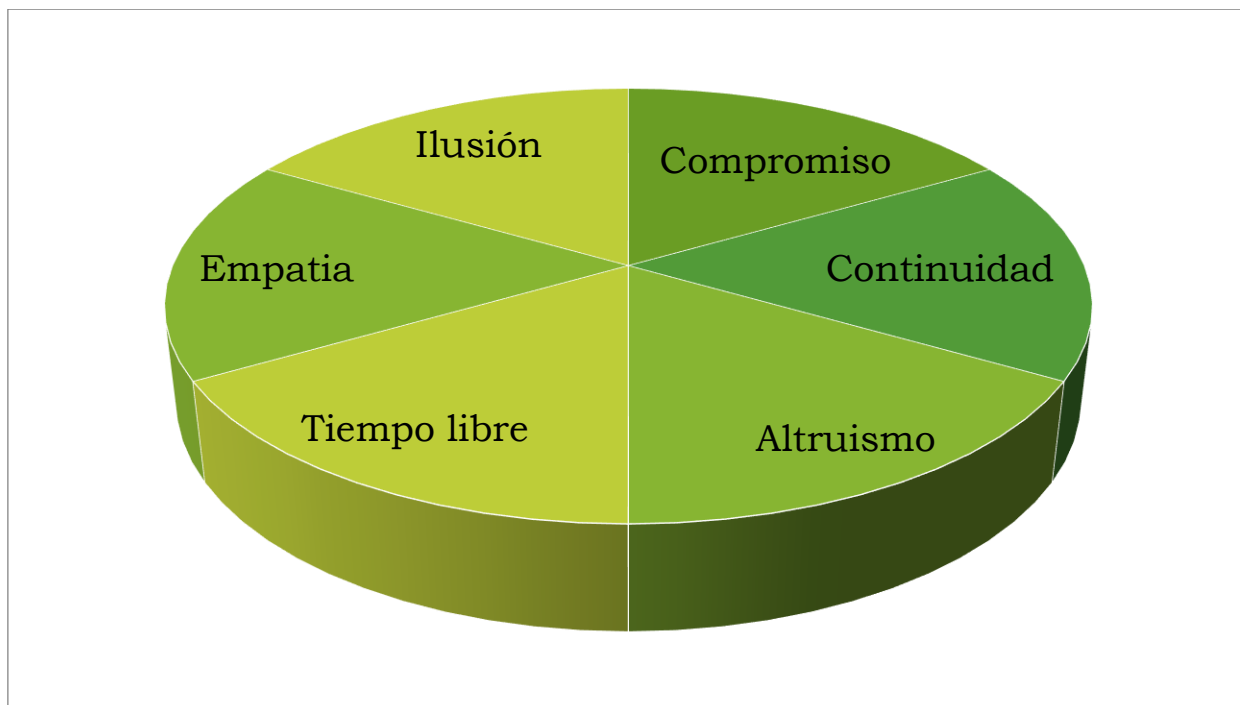 Ilusión
Compromiso
Empatia
Continuidad
Tiempo libre
Altruismo